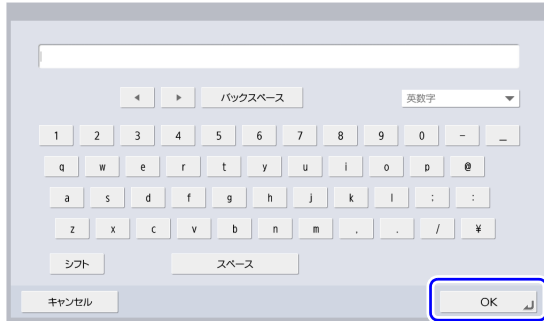 バックスペース 英数字
1 2 3 4 5 6 7 8 9 0 - _
q w e r t y u i o p @
a s d f g h j k l ; :
z x c v b n m , . / ¥
シフト スペース
キャンセル OK